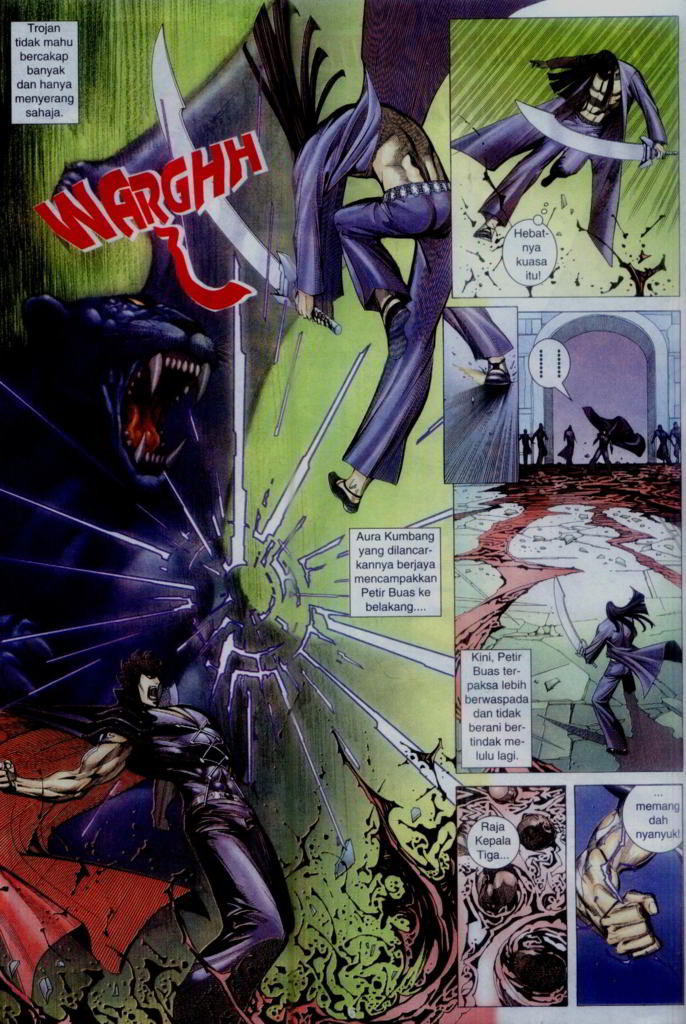 Trojan
tidak mahu
bercakap
banyak
dan hanya
menyerang
sahaja.
WARGHH
Hebat-
nya
kuasa
itu!
Aura Kumbang
yang dilancar-
kannya berjaya
mencampakkan
Petir Buas ke
belakang....
Kini, Petir
Buas ter-
paksa lebih
berwaspada
dan tidak
berani ber-
tindak me-
lulu lagi.
Raja
Kepala
Tiga...
...
memang
dah
nyanyuk!